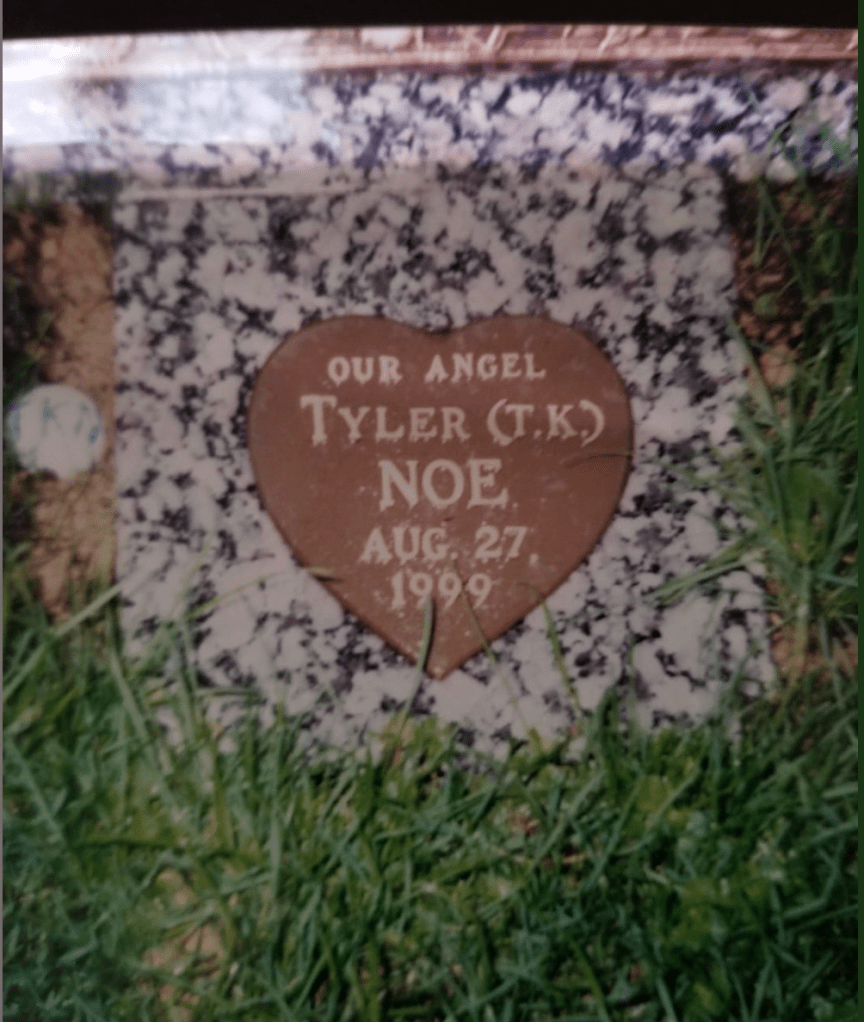 OUR ANGEL
TYLER (T.K.)
NOE
AUG. 27,
1999